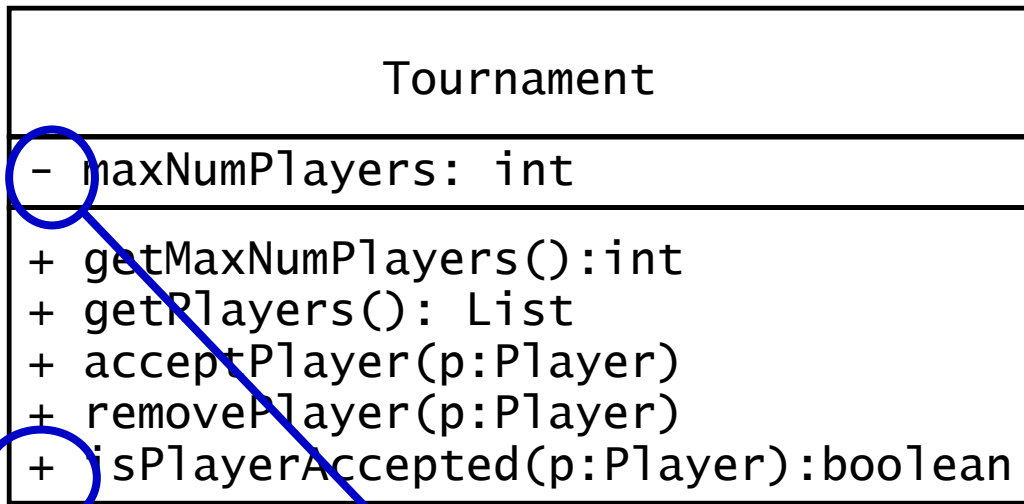 Tournament
- maxNumPlayers: int
+ getMaxNumPlayers():int
+ getPlayers(): List
+ acceptPlayer(p:Player)
+ removePlayer(p:Player)
+ isPlayerAccepted(p:Player):boolean